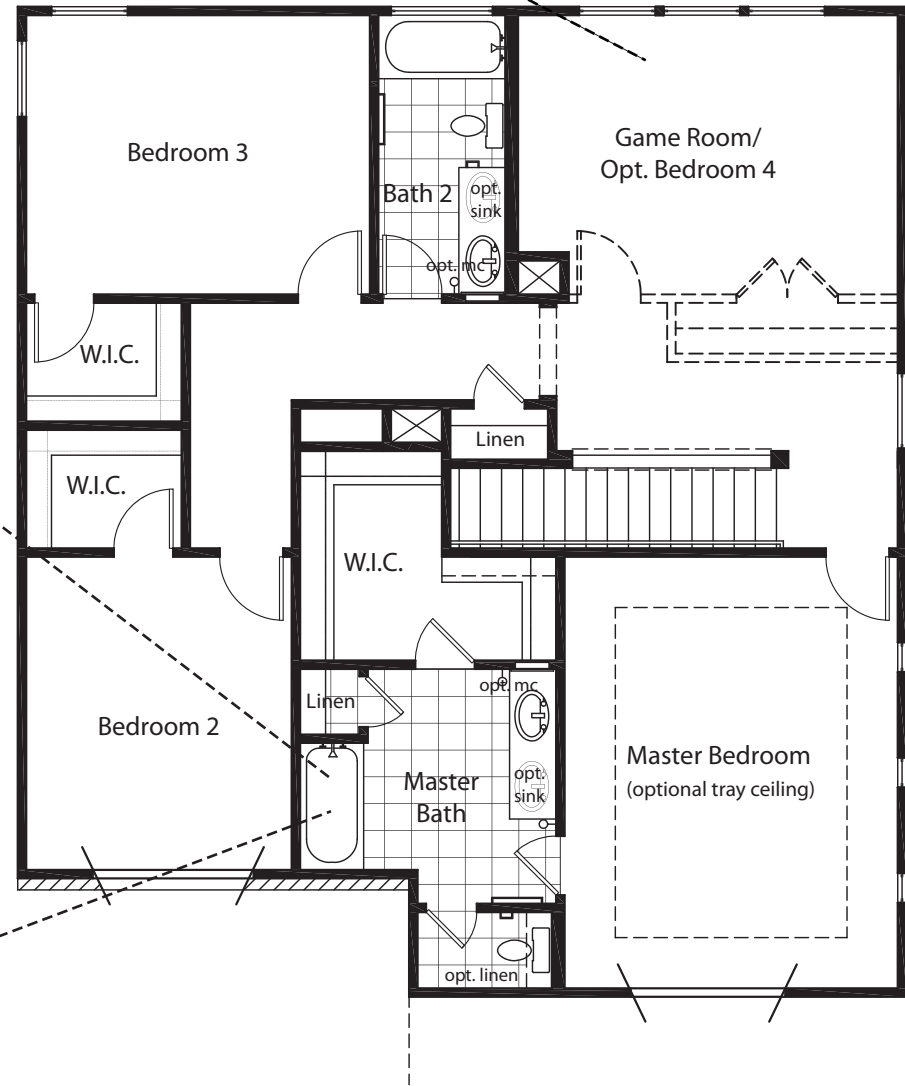 Bedroom 3
Bath 2
opt.
sink
opt. mc
Game Room/
Opt. Bedroom 4
W.I.C.
W.I.C.
Linen
W.I.C.
Linen
opt. mc
Bedroom 2
Master
Bath
opt.
sink
Master Bedroom
(optional tray ceiling)
opt. linen